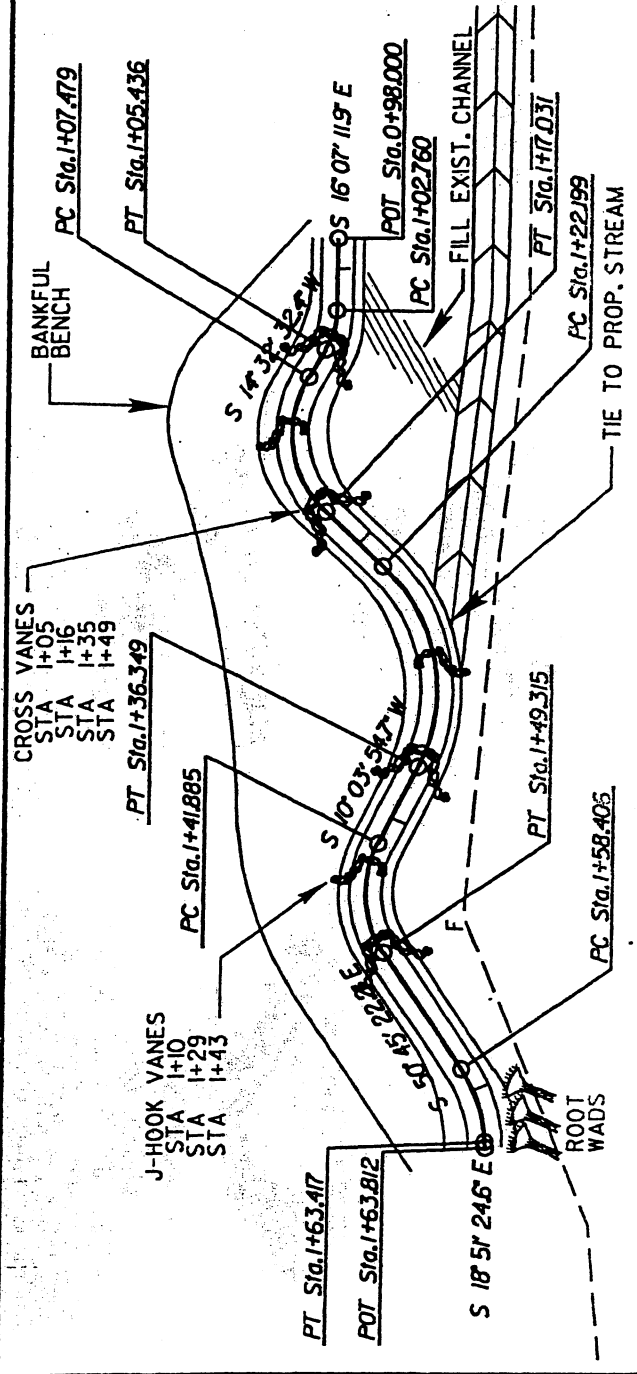 BANKFUL
BENCH
PC Sta.1+07.479
PT Sta.1+05.436
CROSS VANES
STA 1+05
STA 1+16
STA 1+35
STA 1+49
PT Sta.1+36.349
S 14° 38' 32.4" W
S 16° 07' 11.9" E
POT Sta.0+98.000
PC Sta.1+02.760
FILL EXIST. CHANNEL
PT Sta.1+17.031
PC Sta.1+22.199
TIE TO PROP. STREAM
J-HOOK VANES
STA 1+10
STA 1+29
STA 1+43
PC Sta.1+41.885
S 10° 03' 54.7" W
PT Sta.1+49.315
F
PC Sta.1+58.406
PT Sta.1+63.417
POT Sta.1+63.812
S 18° 51' 24.6" E
ROOT
WADS